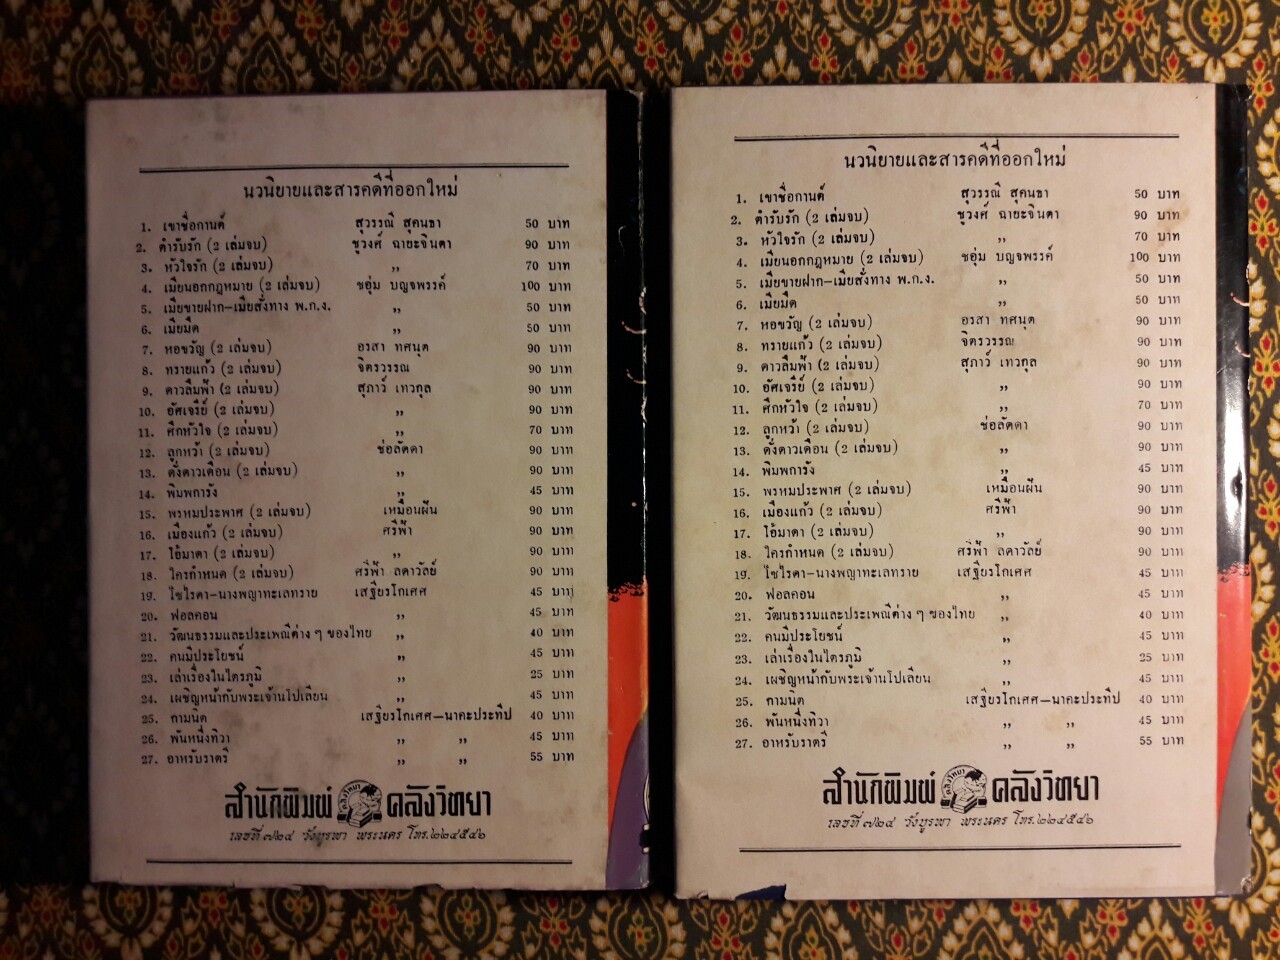 นวนิยายและสารคดีที่ออกใหม่
1. เขาชื่อกานต์ สุวรรณี สุคนธา 50 บาท
2. ตำรับรัก (2 เล่มจบ) ชูวงศ์ ฉายะจินดา 90 บาท
3. หัวใจรัก (2 เล่มจบ) ,, 70 บาท
4. เมียนอกกฎหมาย (2 เล่มจบ) ชอุ่ม ปญจพรรค์ 100 บาท
5. เมียขายฝาก–เมียสั่งทาง พ.ก.ง. ,, 50 บาท
6. เมียมืด ,, 50 บาท
7. หอขวัญ (2 เล่มจบ) อรสา ทศนุต 90 บาท
8. ทรายแก้ว (2 เล่มจบ) จิตรวรรณ 90 บาท
9. ดาวลืมฟ้า (2 เล่มจบ) สุภาว์ เทวกุล 90 บาท
10. อัศเจรีย์ (2 เล่มจบ) ,, 90 บาท
11. ศึกหัวใจ (2 เล่มจบ) ,, 70 บาท
12. ลูกหว้า (2 เล่มจบ) ช่อลัดดา 90 บาท
13. ดั่งดาวเดือน (2 เล่มจบ) ,, 90 บาท
14. พิมพการัง ,, 45 บาท
15. พรหมประพาศ (2 เล่มจบ) เหมือนฝัน 90 บาท
16. เมืองแก้ว (2 เล่มจบ) ศรีฟ้า 90 บาท
17. โอ้มาดา (2 เล่มจบ) ,, 90 บาท
18. ใครกำหนด (2 เล่มจบ) ศรีฟ้า ลดาวัลย์ 90 บาท
19. ไซไรดา–นางพญาทะเลทราย เสฐียรโกเศศ 45 บาท
20. ฟอลคอน ,, 45 บาท
21. วัฒนธรรมและประเพณีต่าง ๆ ของไทย ,, 40 บาท
22. คนมีประโยชน์ ,, 45 บาท
23. เล่าเรื่องในไตรภูมิ ,, 25 บาท
24. เผชิญหน้ากับพระเจ้านโปเลียน ,, 45 บาท
25. กามนิต เสฐียรโกเศศ–นาคะประทีป 40 บาท
26. พันหนึ่งทิวา ,, ,, 45 บาท
27. อาหรับราตรี ,, ,, 55 บาท
สำนักพิมพ์ คลังวิทยา
เลขที่ ๗๒๔ วังบูรพา พระนคร โทร. ๒๒๔๕๔๖
นวนิยายและสารคดีที่ออกใหม่
1. เขาชื่อกานต์ สุวรรณี สุคนธา 50 บาท
2. ตำรับรัก (2 เล่มจบ) ชูวงศ์ ฉายะจินดา 90 บาท
3. หัวใจรัก (2 เล่มจบ) ,, 70 บาท
4. เมียนอกกฎหมาย (2 เล่มจบ) ชอุ่ม ปญจพรรค์ 100 บาท
5. เมียขายฝาก–เมียสั่งทาง พ.ก.ง. ,, 50 บาท
6. เมียมืด ,, 50 บาท
7. หอขวัญ (2 เล่มจบ) อรสา ทศนุต 90 บาท
8. ทรายแก้ว (2 เล่มจบ) จิตรวรรณ 90 บาท
9. ดาวลืมฟ้า (2 เล่มจบ) สุภาว์ เทวกุล 90 บาท
10. อัศเจรีย์ (2 เล่มจบ) ,, 90 บาท
11. ศึกหัวใจ (2 เล่มจบ) ,, 70 บาท
12. ลูกหว้า (2 เล่มจบ) ช่อลัดดา 90 บาท
13. ดั่งดาวเดือน (2 เล่มจบ) ,, 90 บาท
14. พิมพการัง ,, 45 บาท
15. พรหมประพาศ (2 เล่มจบ) เหมือนฝัน 90 บาท
16. เมืองแก้ว (2 เล่มจบ) ศรีฟ้า 90 บาท
17. โอ้มาดา (2 เล่มจบ) ,, 90 บาท
18. ใครกำหนด (2 เล่มจบ) ศรีฟ้า ลดาวัลย์ 90 บาท
19. ไซไรดา–นางพญาทะเลทราย เสฐียรโกเศศ 45 บาท
20. ฟอลคอน ,, 45 บาท
21. วัฒนธรรมและประเพณีต่าง ๆ ของไทย ,, 40 บาท
22. คนมีประโยชน์ ,, 45 บาท
23. เล่าเรื่องในไตรภูมิ ,, 25 บาท
24. เผชิญหน้ากับพระเจ้านโปเลียน ,, 45 บาท
25. กามนิต เสฐียรโกเศศ–นาคะประทีป 40 บาท
26. พันหนึ่งทิวา ,, ,, 45 บาท
27. อาหรับราตรี ,, ,, 55 บาท
สำนักพิมพ์ คลังวิทยา
เลขที่ ๗๒๔ วังบูรพา พระนคร โทร. ๒๒๔๕๔๖